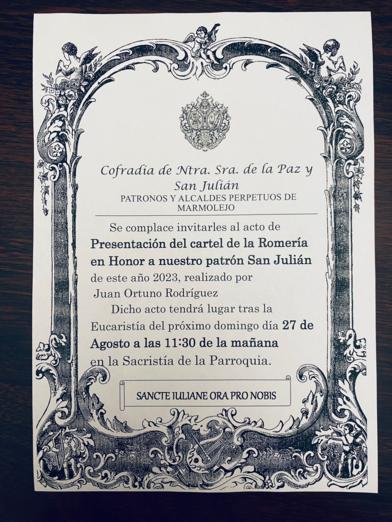 Cofradia de Ntra. Sra. de la Paz y
San Julián
PATRONOS Y ALCALDES PERPETUOS DE
MARMOLEJO
Se complace invitarles al acto de
Presentación del cartel de la Romería
en Honor a nuestro patrón San Julián
de este año 2023, realizado por
Juan Ortuno Rodríguez
Dicho acto tendrá lugar tras la
Eucaristía del próximo domingo día 27 de
Agosto a las 11:30 de la mañana
en la Sacristía de la Parroquia.
SANCTE IULIANE ORA PRO NOBIS